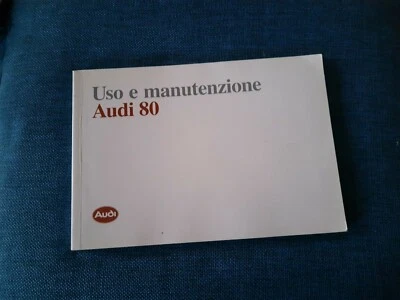 Uso e manutenzione
Audi 80
Audi